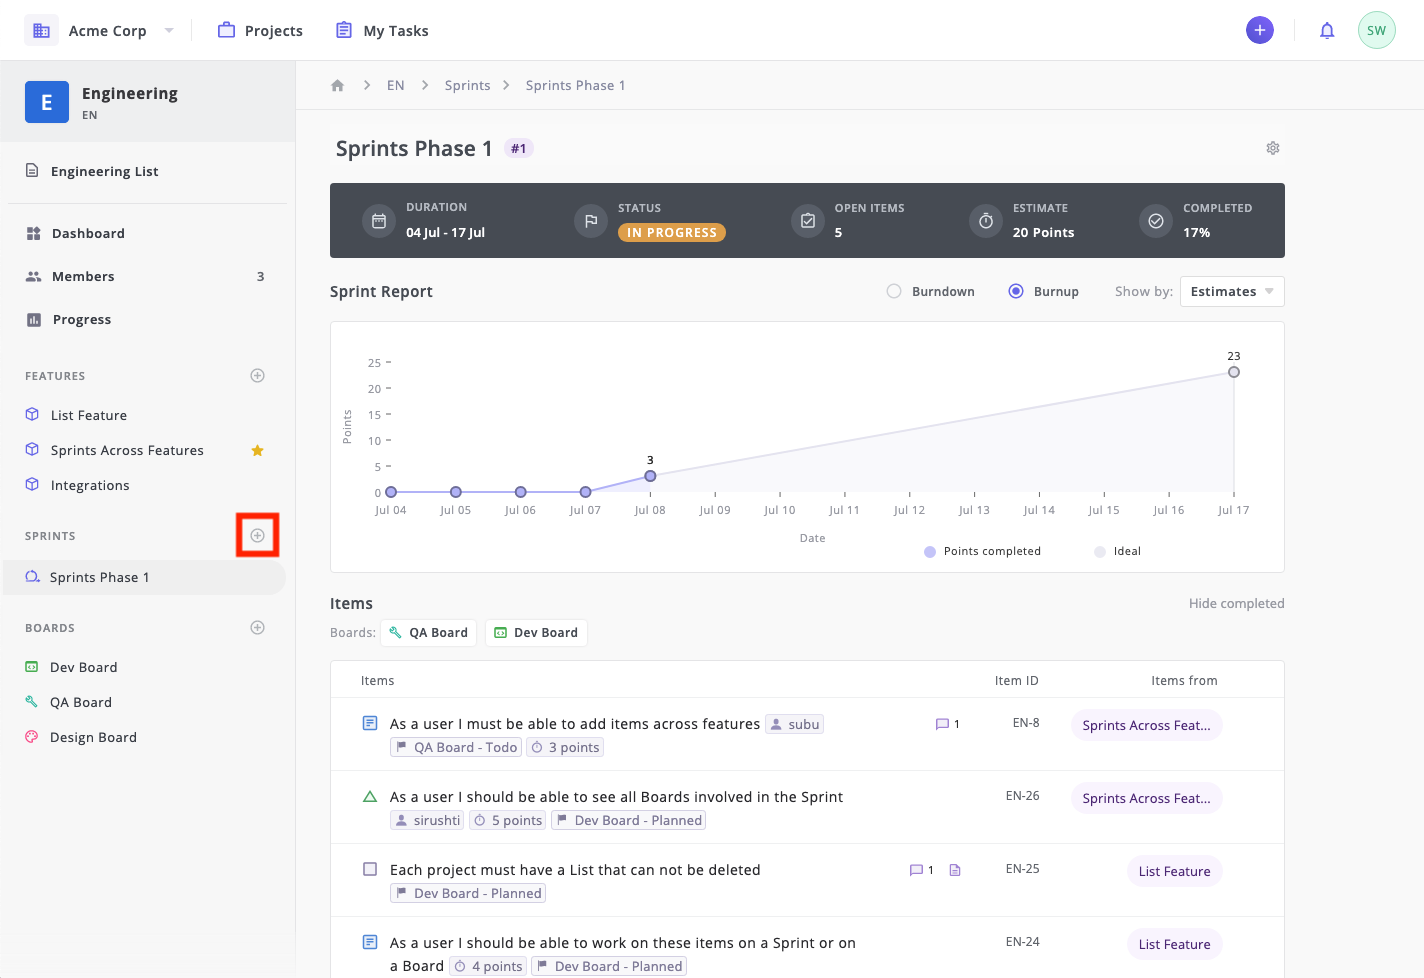 Acme Corp
Projects
My Tasks
SW
E
Engineering
EN
Engineering List
Dashboard
Members 3
Progress
FEATURES
List Feature
Sprints Across Features
Integrations
SPRINTS
Sprints Phase 1
BOARDS
Dev Board
QA Board
Design Board
EN > Sprints > Sprints Phase 1
Sprints Phase 1 #1
DURATION
04 Jul - 17 Jul
STATUS
IN PROGRESS
OPEN ITEMS
5
ESTIMATE
20 Points
COMPLETED
17%
Sprint Report
Burndown
Burnup
Show by: Estimates
23
25
20
15
10
5
0
Points
3
Jul 04 Jul 05 Jul 06 Jul 07 Jul 08 Jul 09 Jul 10 Jul 11 Jul 12 Jul 13 Jul 14 Jul 15 Jul 16 Jul 17
Date
Points completed
Ideal
Items
Hide completed
Boards: QA Board Dev Board
Items Item ID Items from
As a user I must be able to add items across features subu 1 EN-8 Sprints Across Feat...
QA Board - Todo 3 points
As a user I should be able to see all Boards involved in the Sprint EN-26 Sprints Across Feat...
sirushti 5 points Dev Board - Planned
Each project must have a List that can not be deleted 1 EN-25 List Feature
Dev Board - Planned
As a user I should be able to work on these items on a Sprint or on EN-24 List Feature
a Board 4 points Dev Board - Planned